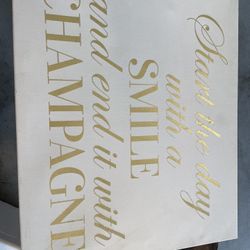 Start the day
with a
SMILE
and end it with
CHAMPAGNE